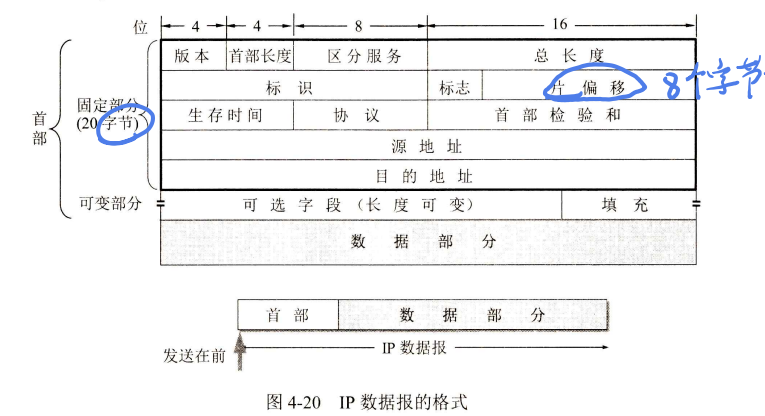 位 4 4 8 16
版本 首部长度 区分服务 总长度
标识 标志 片偏移 8个字节
首部 固定部分 (20字节) 生存时间 协议 首部检验和
源地址
目的地址
可变部分 可选字段(长度可变) 填充
数据部分
首部 数据部分
发送在前 IP 数据报
图 4-20 IP 数据报的格式